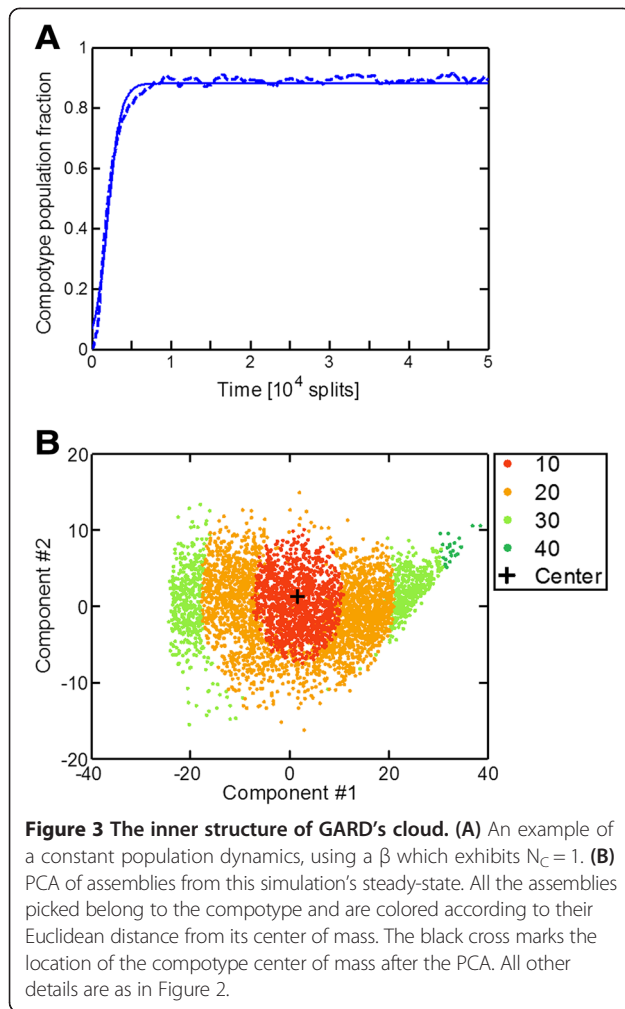 A
1
0.8
0.6
0.4
0.2
0
Compotype population fraction
0 1 2 3 4 5
Time [10⁴ splits]
B
20
10
0
-10
-20
Component #2
-40 -20 0 20 40
Component #1
10
20
30
40
Center
Figure 3 The inner structure of GARD's cloud. (A) An example of
a constant population dynamics, using a β which exhibits N_C = 1. (B)
PCA of assemblies from this simulation's steady-state. All the assemblies
picked belong to the compotype and are colored according to their
Euclidean distance from its center of mass. The black cross marks the
location of the compotype center of mass after the PCA. All other
details are as in Figure 2.